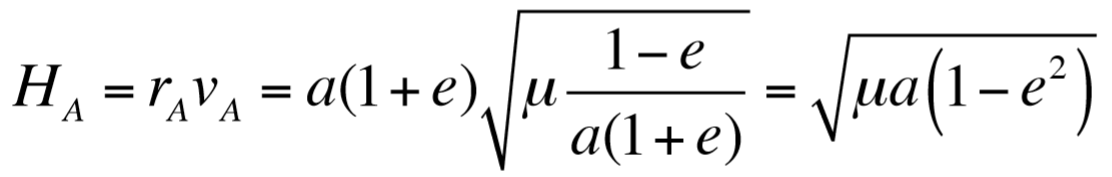 H_A = r_A v_A = a(1 + e)√(μ (1 − e)/(a(1 + e))) = √(μa(1 − e²))